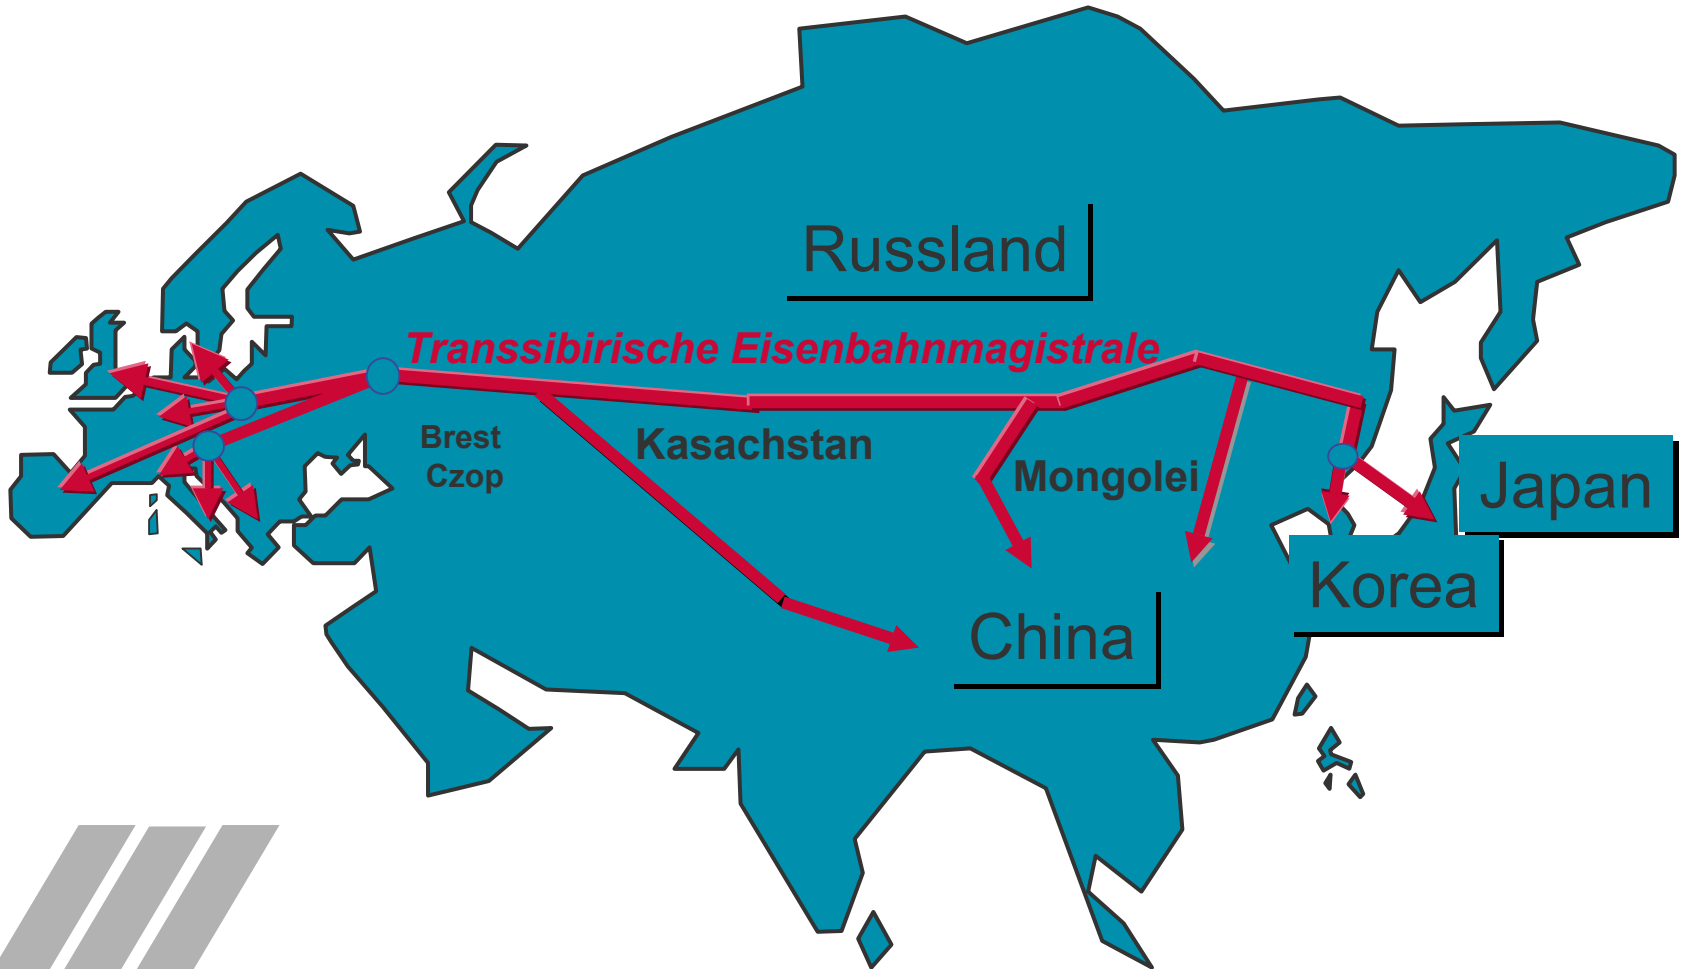 Russland
Transsibirische Eisenbahnmagistrale
Brest
Czop
Kasachstan
Mongolei
Japan
Korea
China